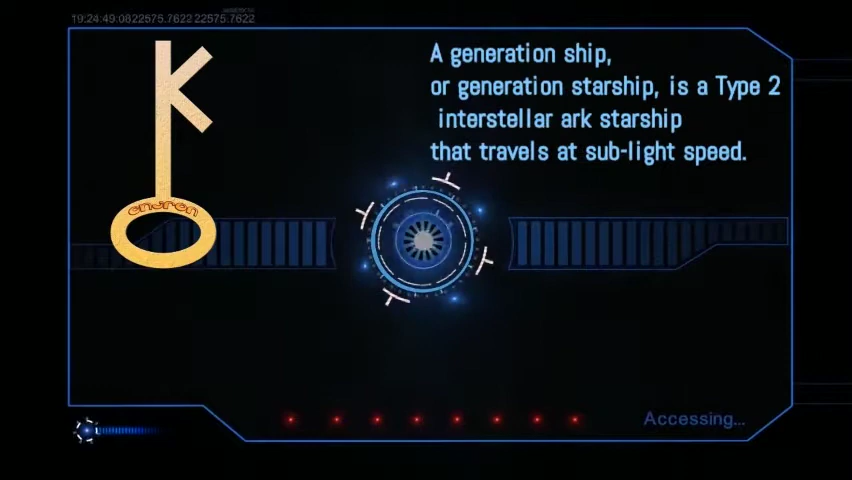 19:24:49:0822575.7622 22575.7622
A generation ship,
or generation starship, is a Type 2
interstellar ark starship
that travels at sub-light speed.
Accessing...